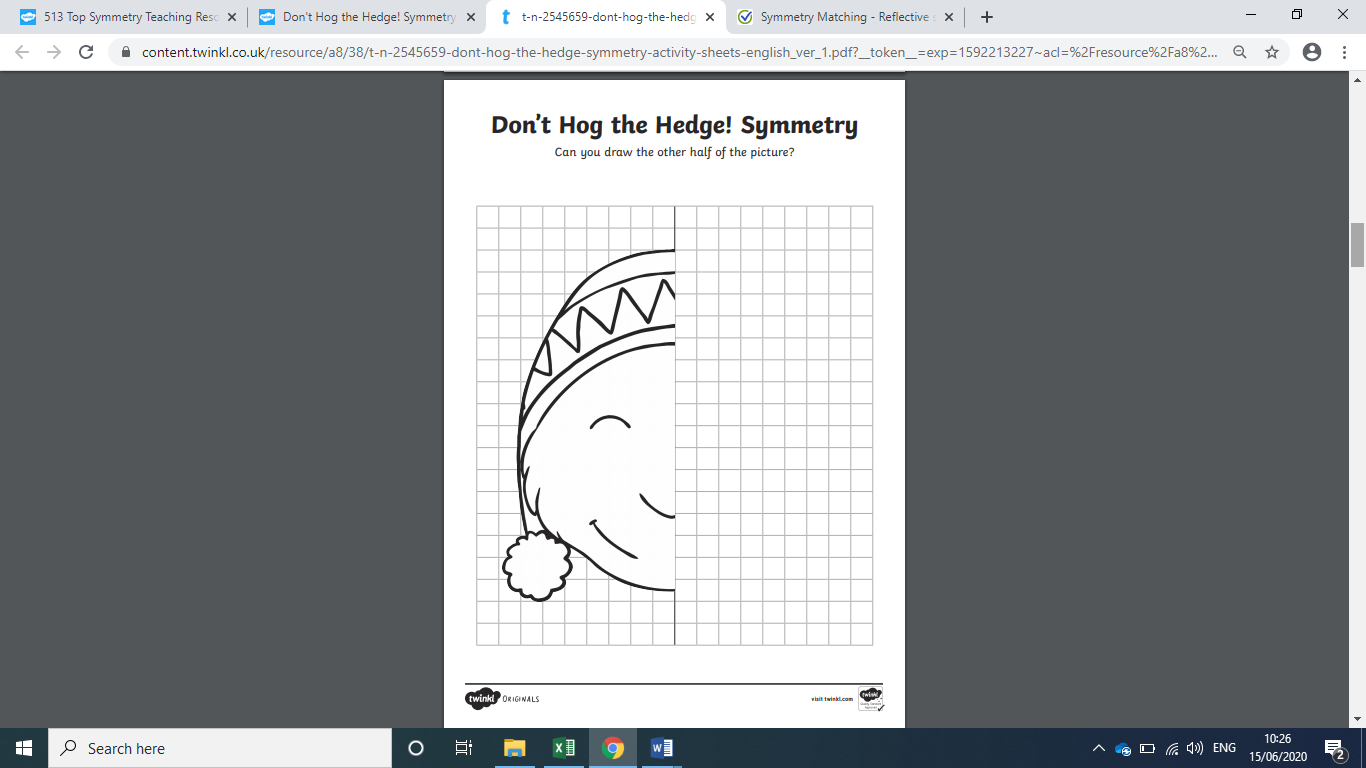 513 Top Symmetry Teaching Reso
Don't Hog the Hedge! Symmetry
t-n-2545659-dont-hog-the-hedg
Symmetry Matching - Reflective s
content.twinkl.co.uk/resource/a8/38/t-n-2545659-dont-hog-the-hedge-symmetry-activity-sheets-english_ver_1.pdf?__token__=exp=1592213227~acl=%2Fresource%2Fa8%2...
Don't Hog the Hedge! Symmetry
Can you draw the other half of the picture?
twinkl ORIGINALS
visit twinkl.com
twinkl
Search here
ENG
10:26
15/06/2020
2